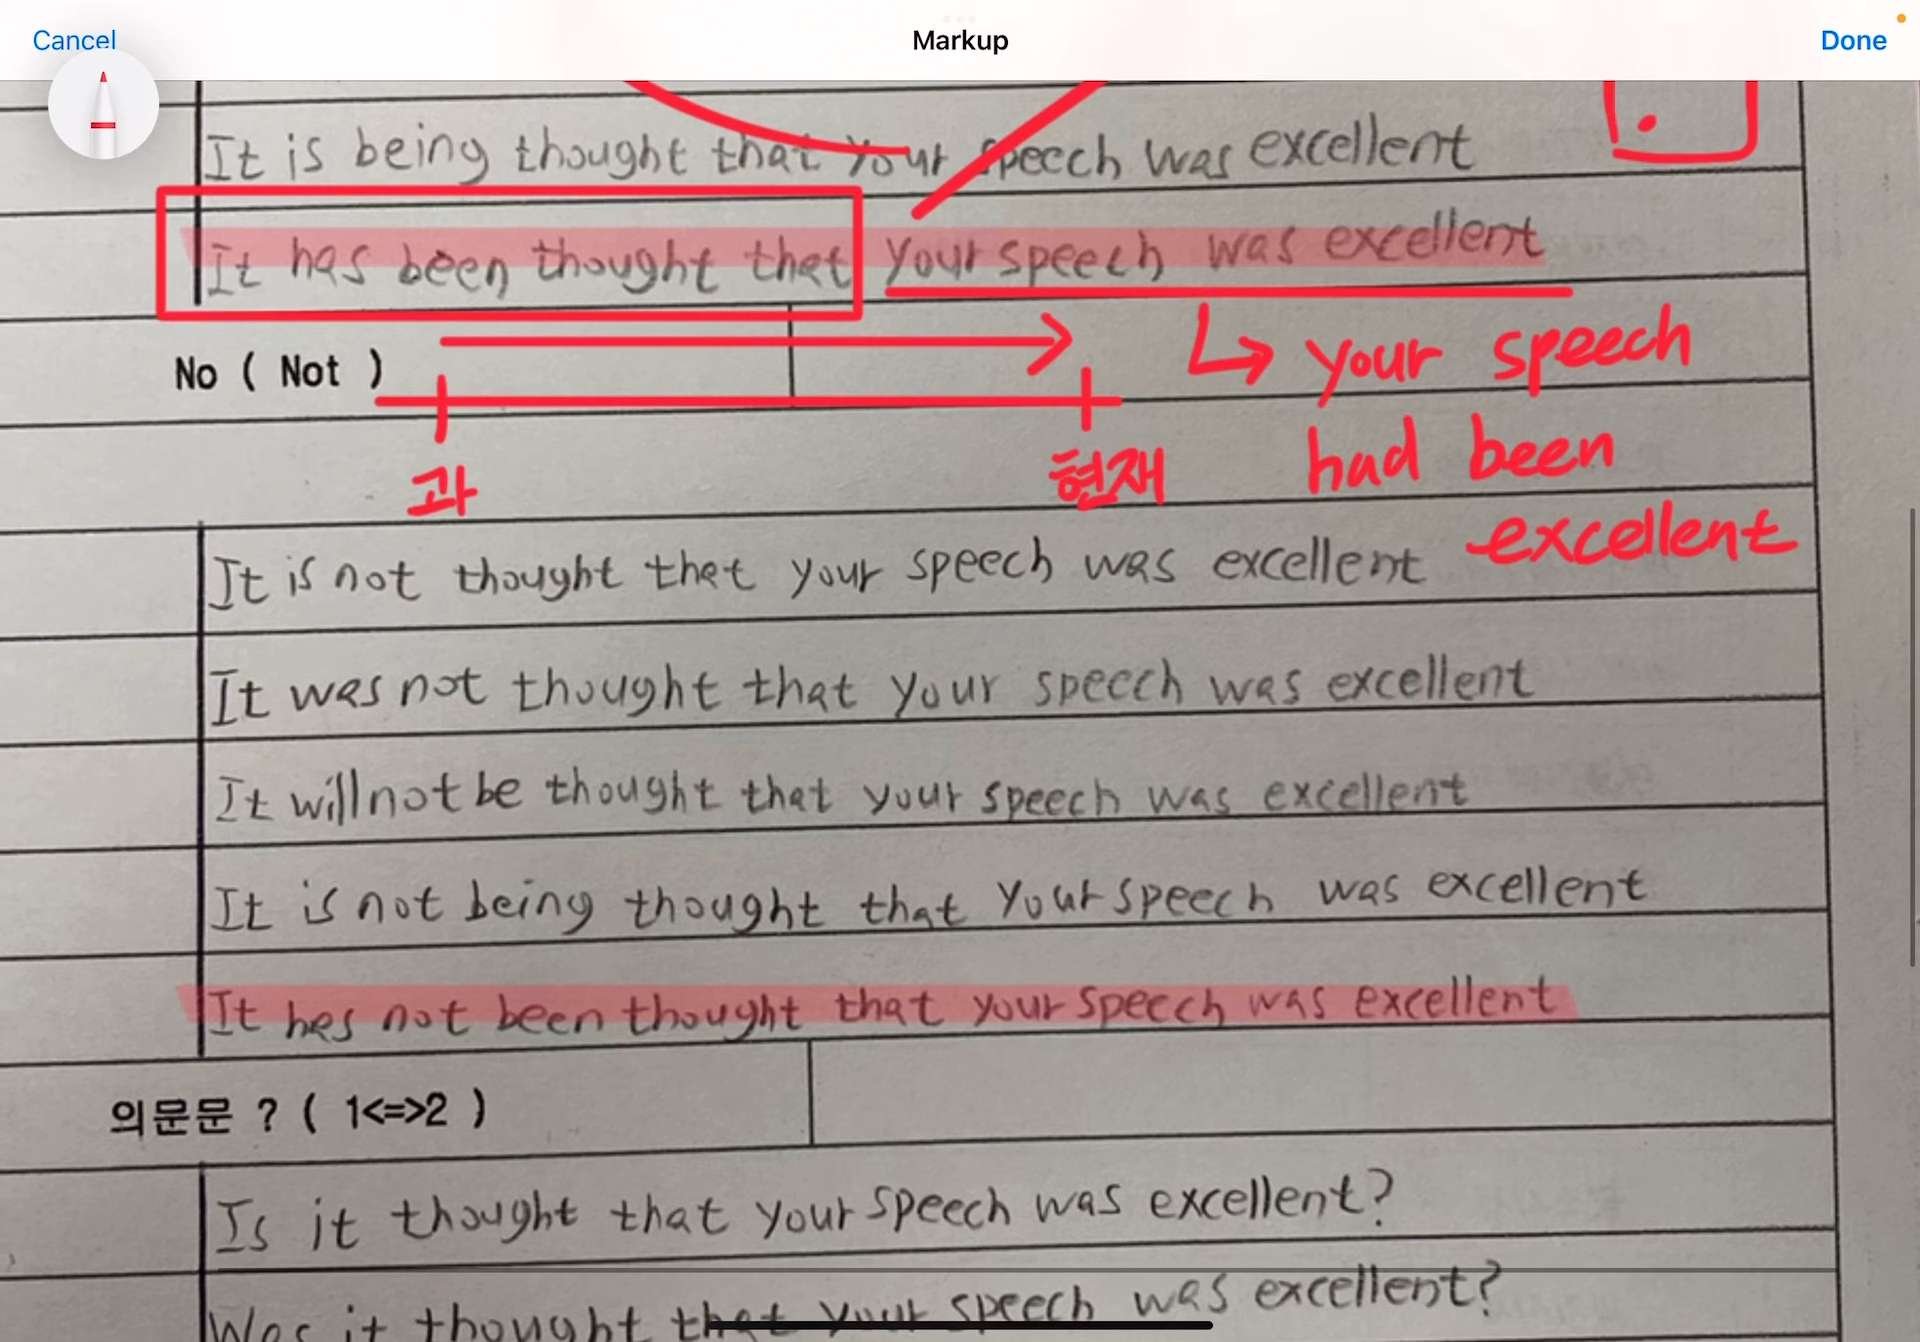 Cancel
Markup
Done
It is being thought that your speech was excellent
It has been thought that your speech was excellent
No ( Not )
your speech
had been
excellent
과
현재
It is not thought that your speech was excellent
It was not thought that your speech was excellent
It will not be thought that your speech was excellent
It is not being thought that your speech was excellent
It has not been thought that your speech was excellent
의문문 ? ( 1<=>2 )
Is it thought that your speech was excellent?
Was it thought that your speech was excellent?